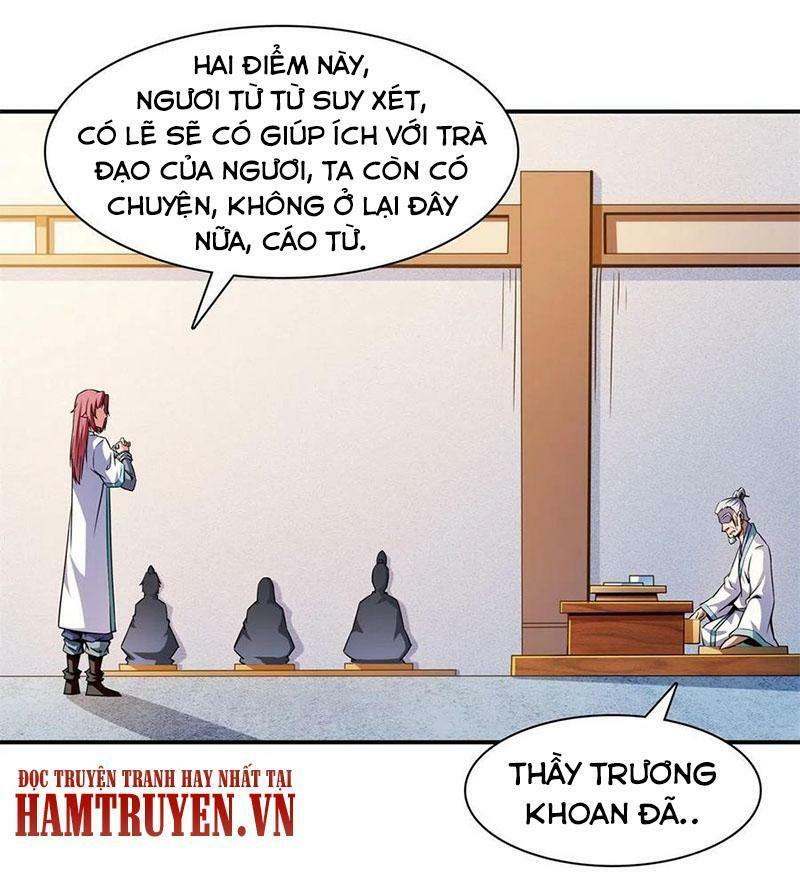 HAI ĐIỂM NÀY,
NGƯƠI TỪ TỪ SUY XÉT,
CÓ LẼ SẼ CÓ GIÚP ÍCH VỚI TRÀ
ĐẠO CỦA NGƯƠI, TA CÒN CÓ
CHUYỆN, KHÔNG Ở LẠI ĐÂY
NỮA, CÁO TỪ.
THẦY TRƯƠNG
KHOAN ĐÃ..
ĐỌC TRUYỆN TRANH HAY NHẤT TẠI
HAMTRUYEN.VN